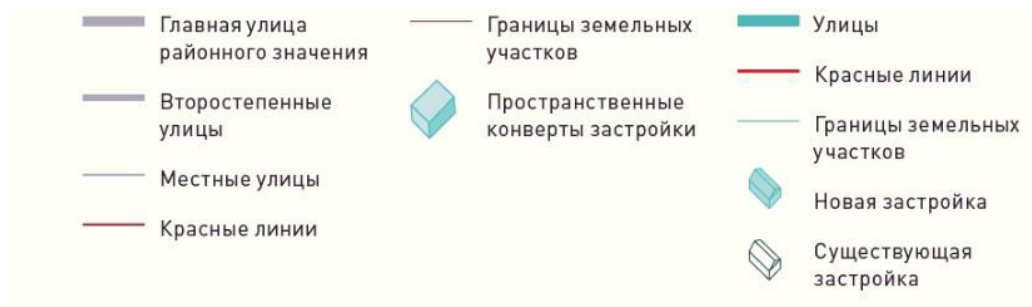 Главная улица
районного значения
Второстепенные
улицы
Местные улицы
Красные линии
Границы земельных
участков
Пространственные
конверты застройки
Улицы
Красные линии
Границы земельных
участков
Новая застройка
Существующая
застройка